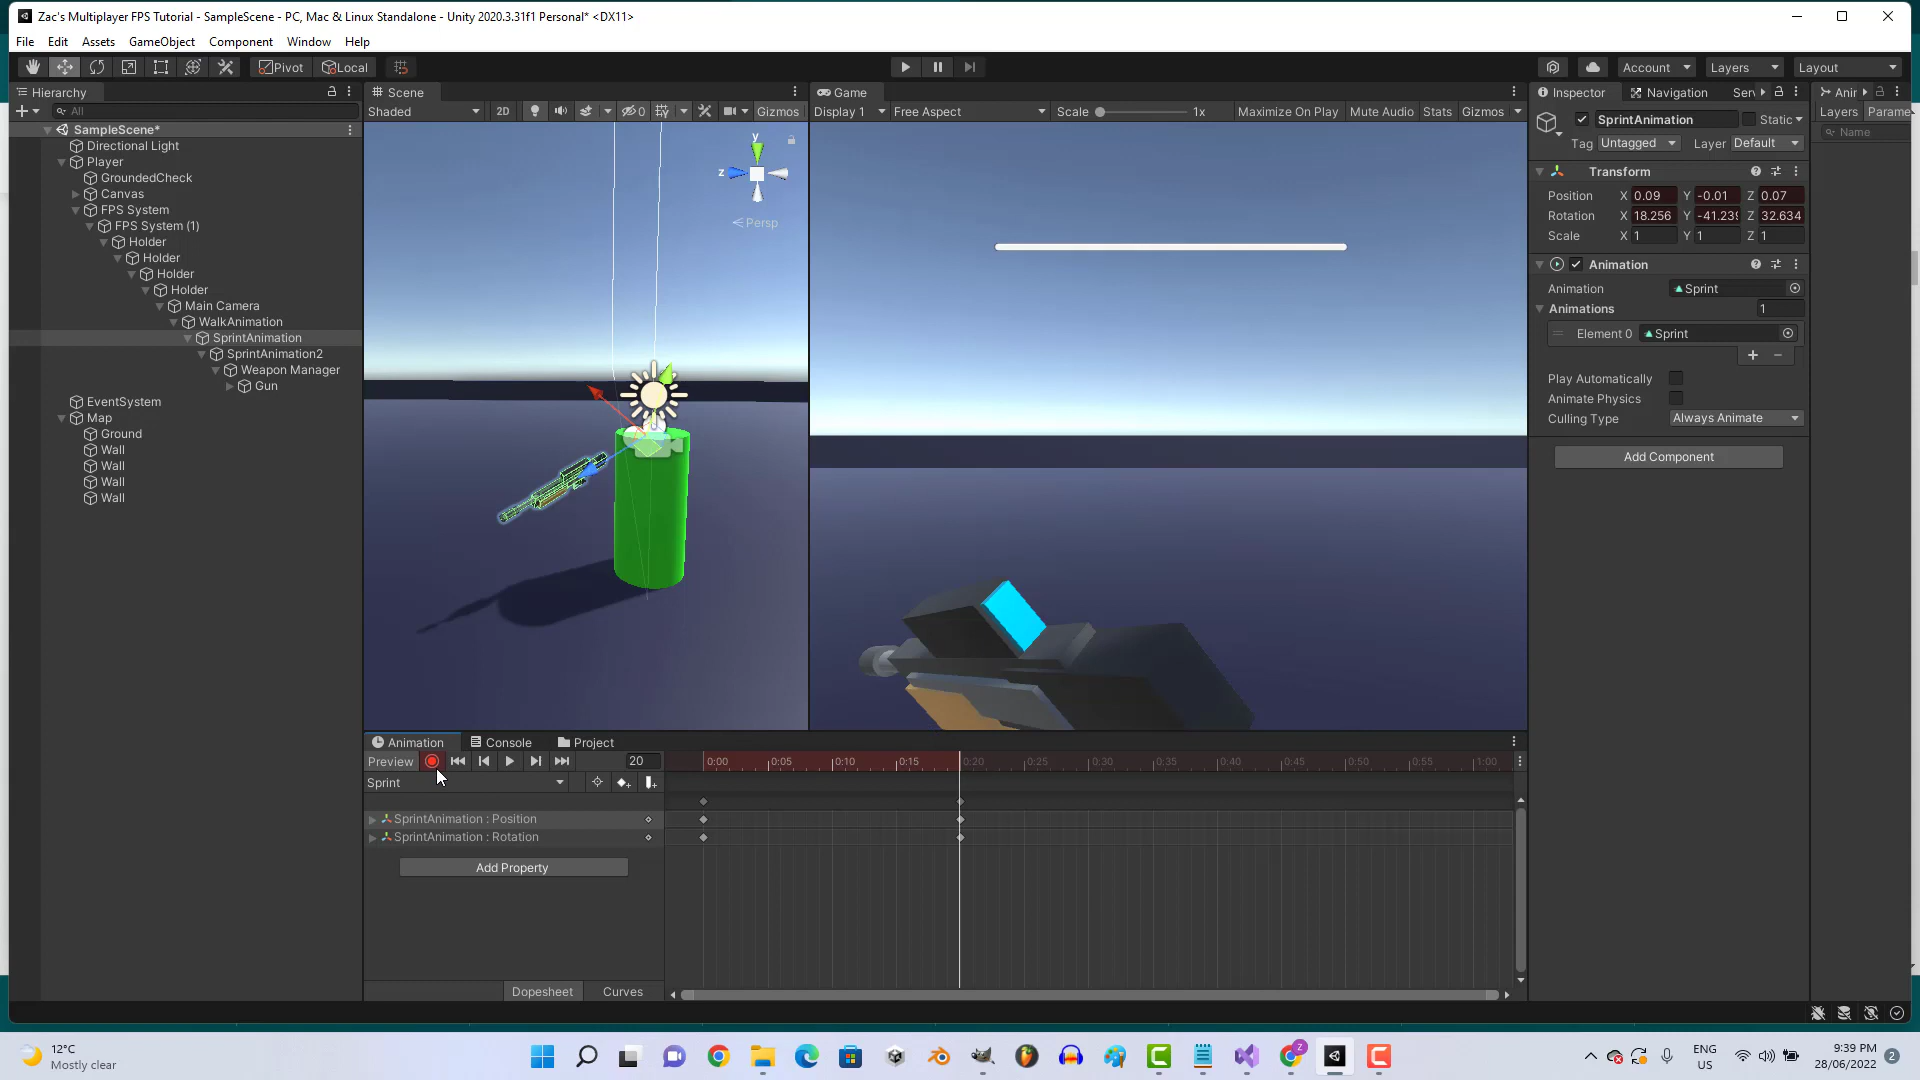 Zac's Multiplayer FPS Tutorial - SampleScene - PC, Mac & Linux Standalone - Unity 2020.3.31f1 Personal* <DX11>
File Edit Assets GameObject Component Window Help
Pivot Local Account Layers Layout
Hierarchy
All
SampleScene*
Directional Light
Player
GroundedCheck
Canvas
FPS System
FPS System (1)
Holder
Holder
Holder
Holder
Main Camera
WalkAnimation
SprintAnimation
SprintAnimation2
Weapon Manager
Gun
EventSystem
Map
Ground
Wall
Wall
Wall
Wall
Scene
Shaded 2D 0 Gizmos
y
z
Persp
Game
Display 1 Free Aspect Scale 1x Maximize On Play Mute Audio Stats Gizmos
Inspector Navigation Ser
SprintAnimation Static
Tag Untagged Layer Default
Transform
Position X 0.09 Y -0.01 Z 0.07
Rotation X 18.256 Y -41.239 Z 32.634
Scale X 1 Y 1 Z 1
Animation
Animation Sprint
Animations 1
Element 0 Sprint
Play Automatically
Animate Physics
Culling Type Always Animate
Add Component
Ani
Layers Parame
Name
Animation Console Project
Preview 20 0:00 0:05 0:10 0:15 0:20 0:25 0:30 0:35 0:40 0:45 0:50 0:55 1:00
Sprint
SprintAnimation : Position
SprintAnimation : Rotation
Add Property
Dopesheet Curves
12°C
Mostly clear
Z
ENG
US
9:39 PM
28/06/2022
2